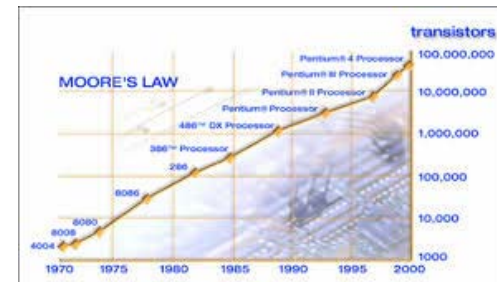 transistors
100,000,000
Pentium® 4 Processor
Pentium® III Processor
MOORE'S LAW
Pentium® II Processor
10,000,000
Pentium® Processor
486™ DX Processor
1,000,000
386™ Processor
286
100,000
8086
10,000
8080
8008
4004
1000
1970 1975 1980 1985 1990 1995 2000